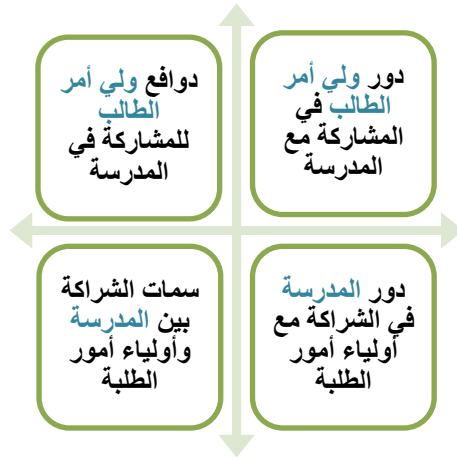 دور ولي أمر
الطالب في
المشاركة مع
المدرسة
دوافع ولي أمر
الطالب
للمشاركة في
المدرسة
دور المدرسة
في الشراكة مع
أولياء أمور
الطلبة
سمات الشراكة
بين المدرسة
وأولياء أمور
الطلبة